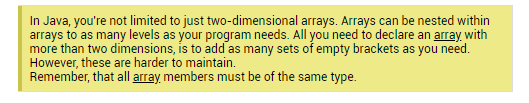 In Java, you're not limited to just two-dimensional arrays. Arrays can be nested within
arrays to as many levels as your program needs. All you need to declare an array with
more than two dimensions, is to add as many sets of empty brackets as you need.
However, these are harder to maintain.
Remember, that all array members must be of the same type.